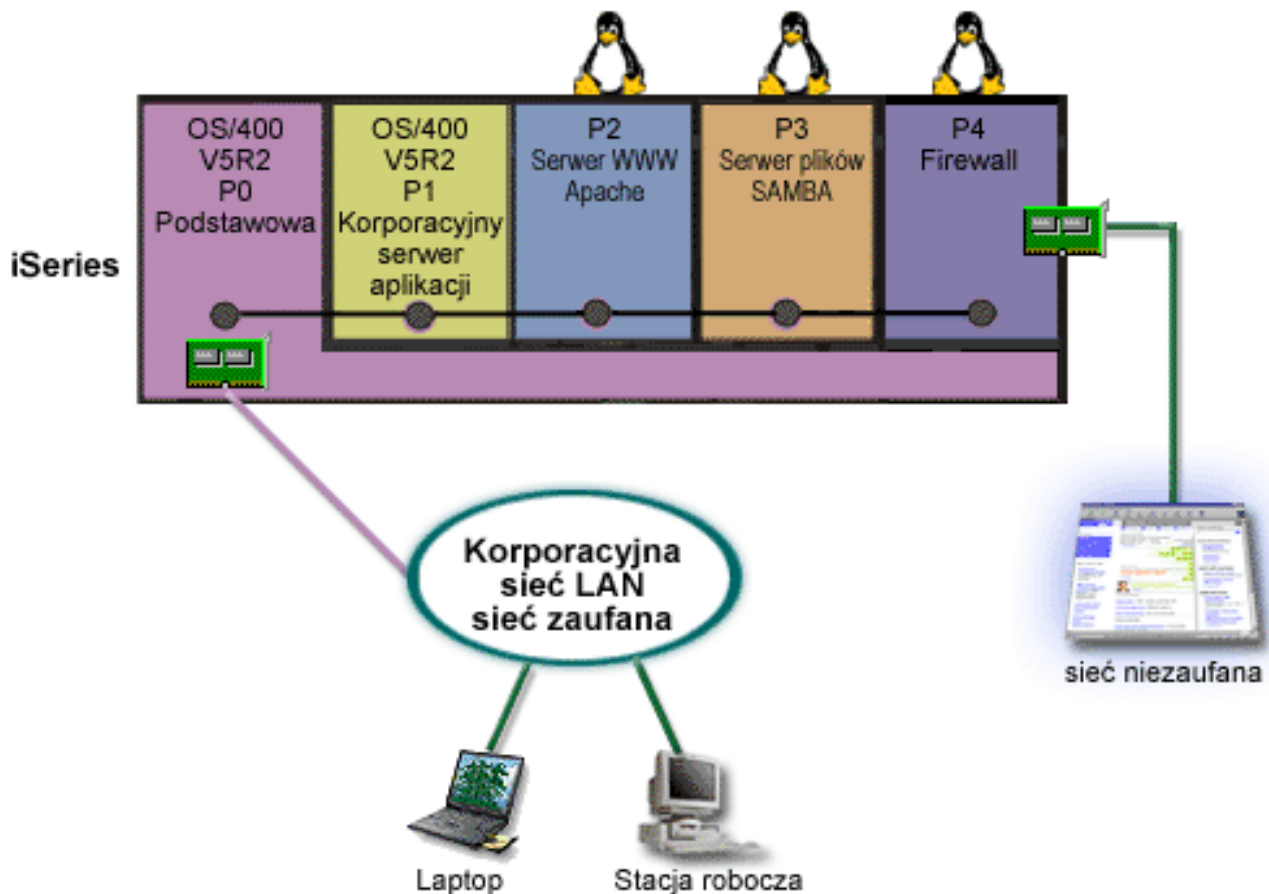 OS/400
V5R2
P0
Podstawowa
OS/400
V5R2
P1
Korporacyjny
serwer
aplikacji
P2
Serwer WWW
Apache
P3
Serwer plików
SAMBA
P4
Firewall
iSeries
Korporacyjna
sieć LAN
sieć zaufana
sieć niezaufana
Laptop
Stacja robocza